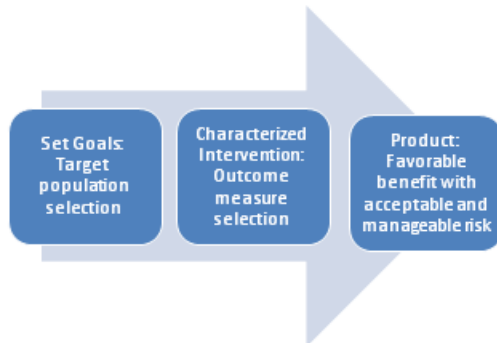 Set Goals:
Target
population
selection
Characterized
Intervention:
Outcome
measure
selection
Product:
Favorable
benefit with
acceptable and
manageable risk